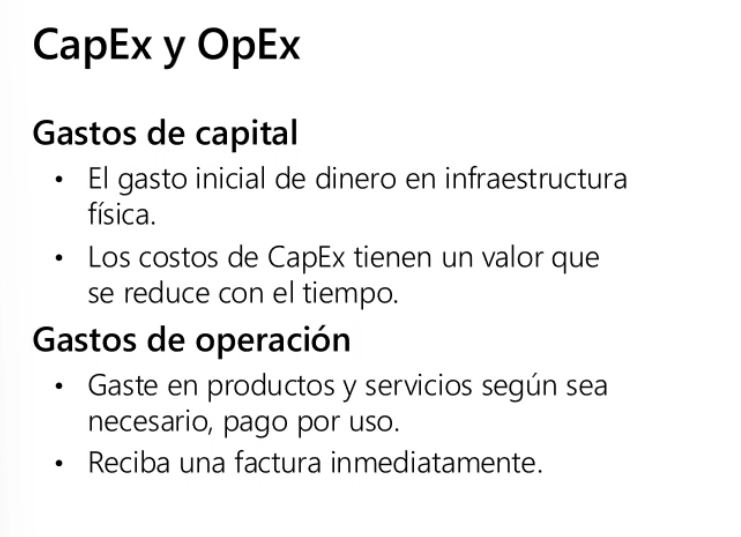 CapEx y OpEx
Gastos de capital
• El gasto inicial de dinero en infraestructura
física.
• Los costos de CapEx tienen un valor que
se reduce con el tiempo.
Gastos de operación
• Gaste en productos y servicios según sea
necesario, pago por uso.
• Reciba una factura inmediatamente.